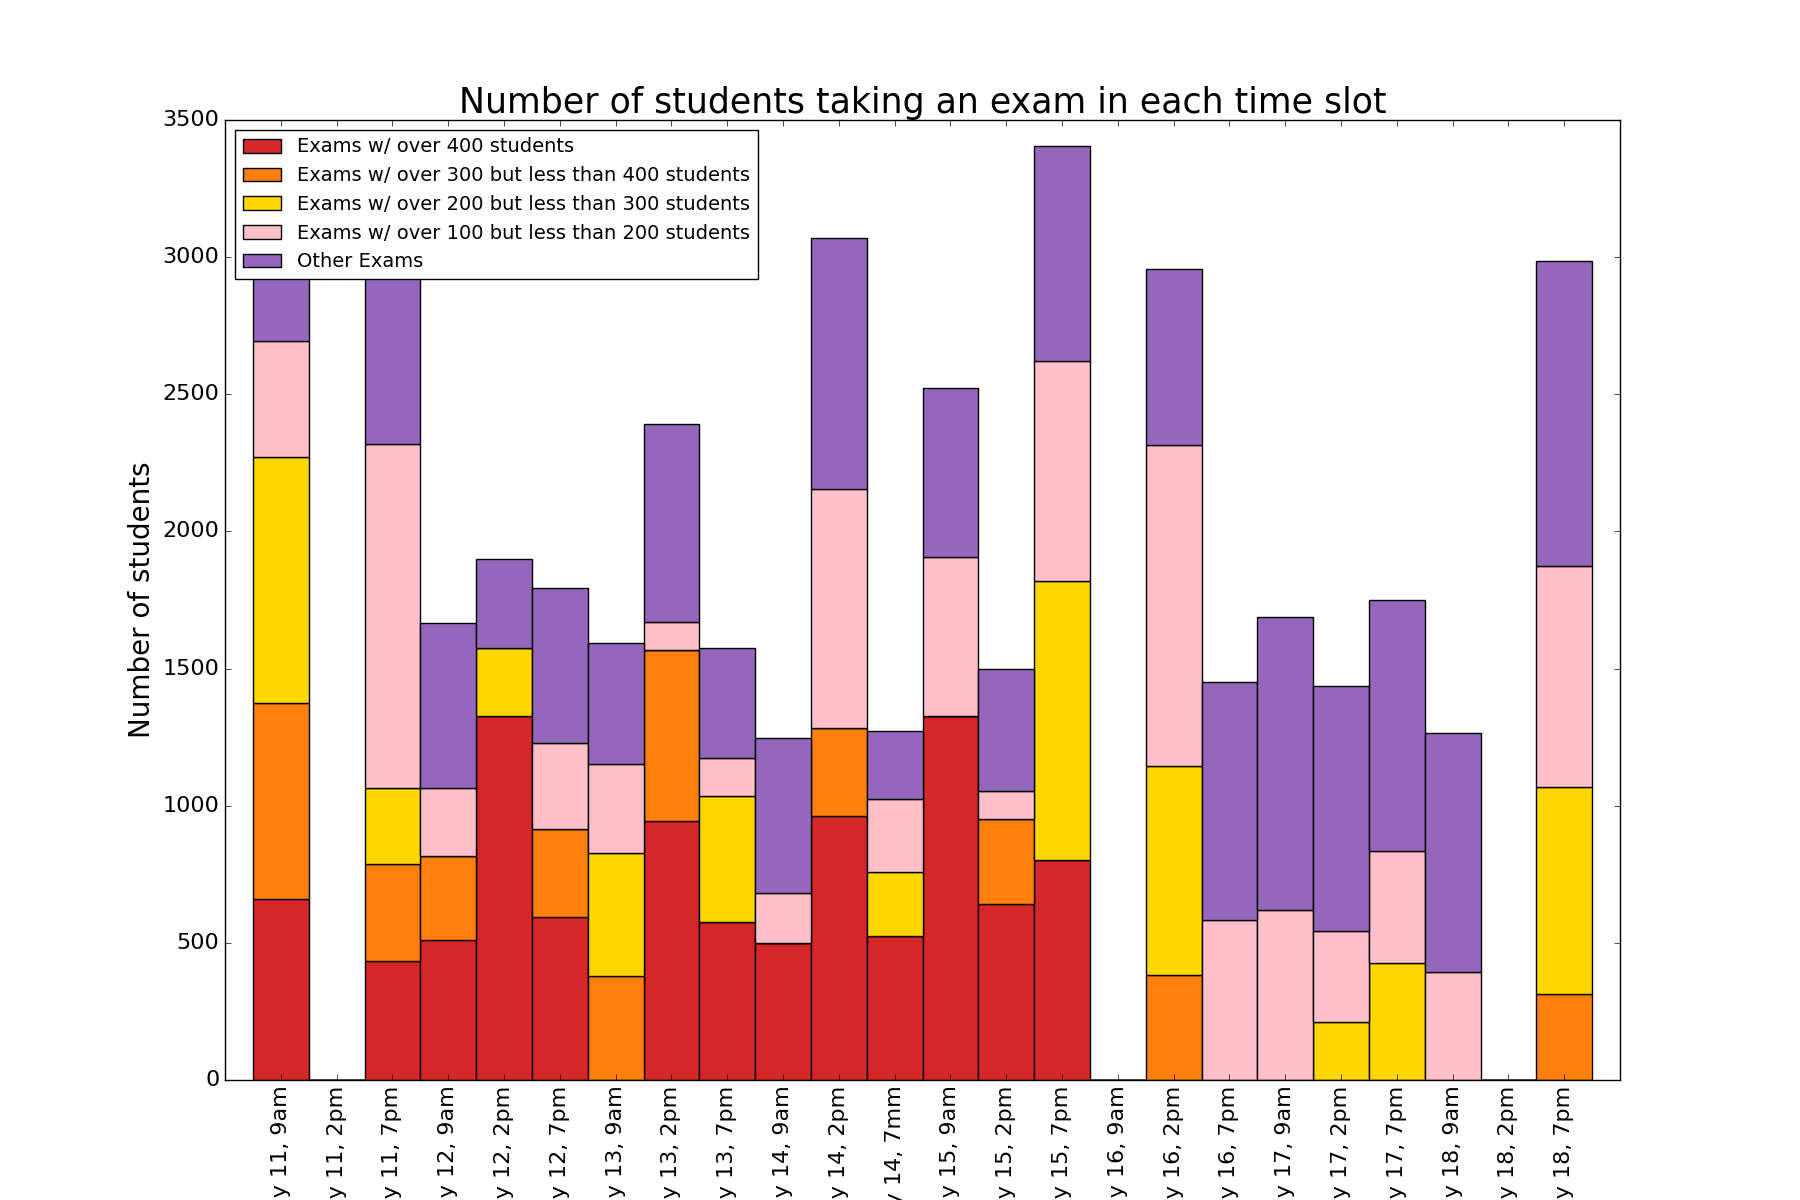 Number of students taking an exam in each time slot
Exams w/ over 400 students
Exams w/ over 300 but less than 400 students
Exams w/ over 200 but less than 300 students
Exams w/ over 100 but less than 200 students
Other Exams
3500
3000
2500
2000
1500
1000
500
0
Number of students
y 11, 9am
y 11, 2pm
y 11, 7pm
y 12, 9am
y 12, 2pm
y 12, 7pm
y 13, 9am
y 13, 2pm
y 13, 7pm
y 14, 9am
y 14, 2pm
y 14, 7mm
y 15, 9am
y 15, 2pm
y 15, 7pm
y 16, 9am
y 16, 2pm
y 16, 7pm
y 17, 9am
y 17, 2pm
y 17, 7pm
y 18, 9am
y 18, 2pm
y 18, 7pm